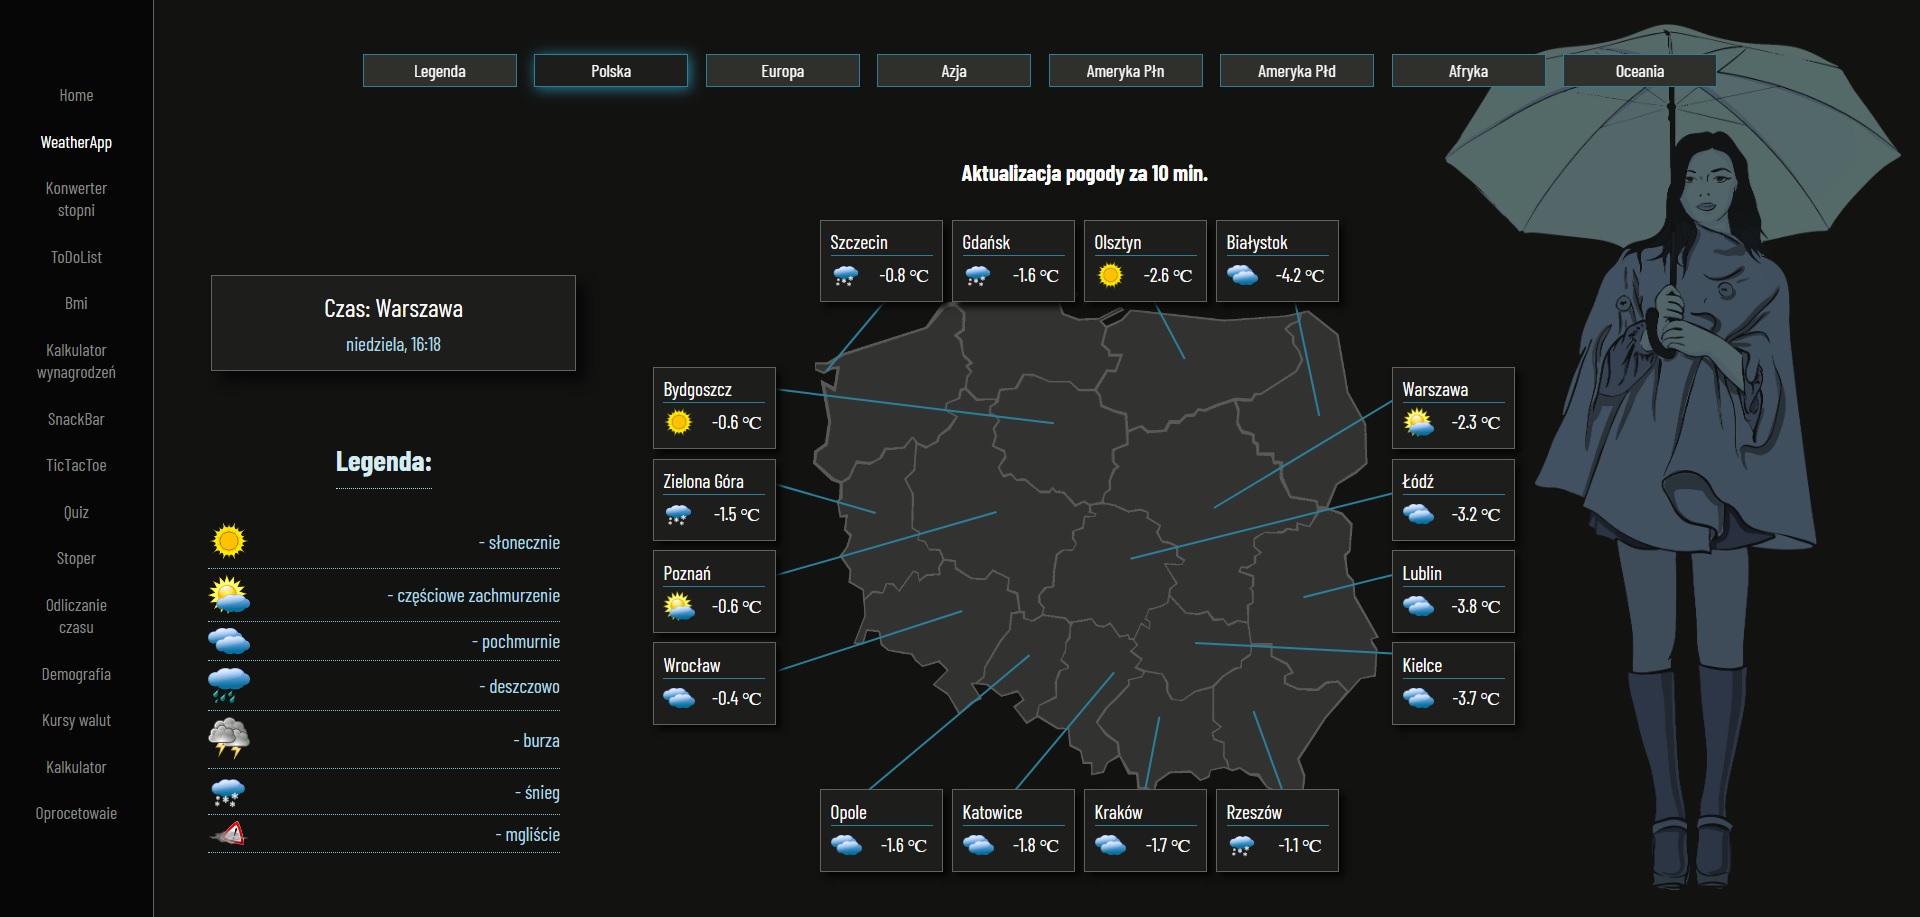 Home
WeatherApp
Konwerter
stopni
ToDoList
Bmi
Kalkulator
wynagrodzeń
SnackBar
TicTacToe
Quiz
Stoper
Odliczanie
czasu
Demografia
Kursy walut
Kalkulator
Oprocetowaie
Legenda
Polska
Europa
Azja
Ameryka Płn
Ameryka Płd
Afryka
Oceania
Aktualizacja pogody za 10 min.
Czas: Warszawa
niedziela, 16:18
Legenda:
- słonecznie
- częściowe zachmurzenie
- pochmurnie
- deszczowo
- burza
- śnieg
- mgliście
Szczecin
-0.8 °C
Gdańsk
-1.6 °C
Olsztyn
-2.6 °C
Białystok
-4.2 °C
Bydgoszcz
-0.6 °C
Zielona Góra
-1.5 °C
Poznań
-0.6 °C
Wrocław
-0.4 °C
Warszawa
-2.3 °C
Łódź
-3.2 °C
Lublin
-3.8 °C
Kielce
-3.7 °C
Opole
-1.6 °C
Katowice
-1.8 °C
Kraków
-1.7 °C
Rzeszów
-1.1 °C